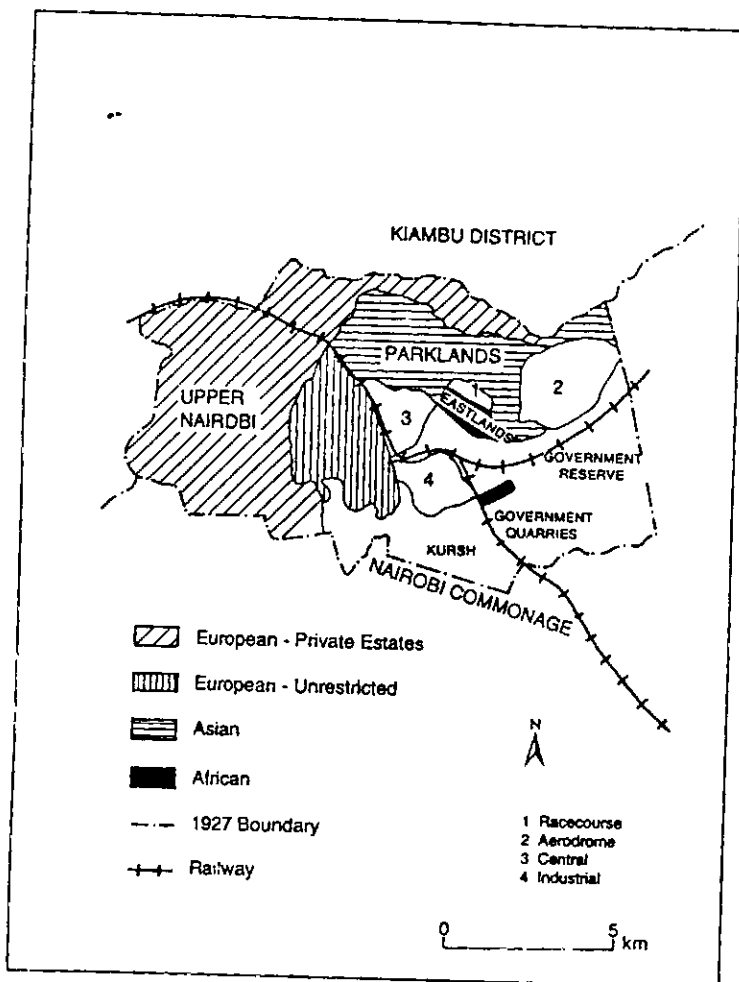 KIAMBU DISTRICT
PARKLANDS
UPPER
NAIROBI
1
2
EASTLANDS
3
GOVERNMENT
RESERVE
4
GOVERNMENT
QUARRIES
KURSH
NAIROBI COMMONAGE
European - Private Estates
European - Unrestricted
Asian
African
1927 Boundary
Railway
N
1 Racecourse
2 Aerodrome
3 Central
4 Industrial
0 5
km